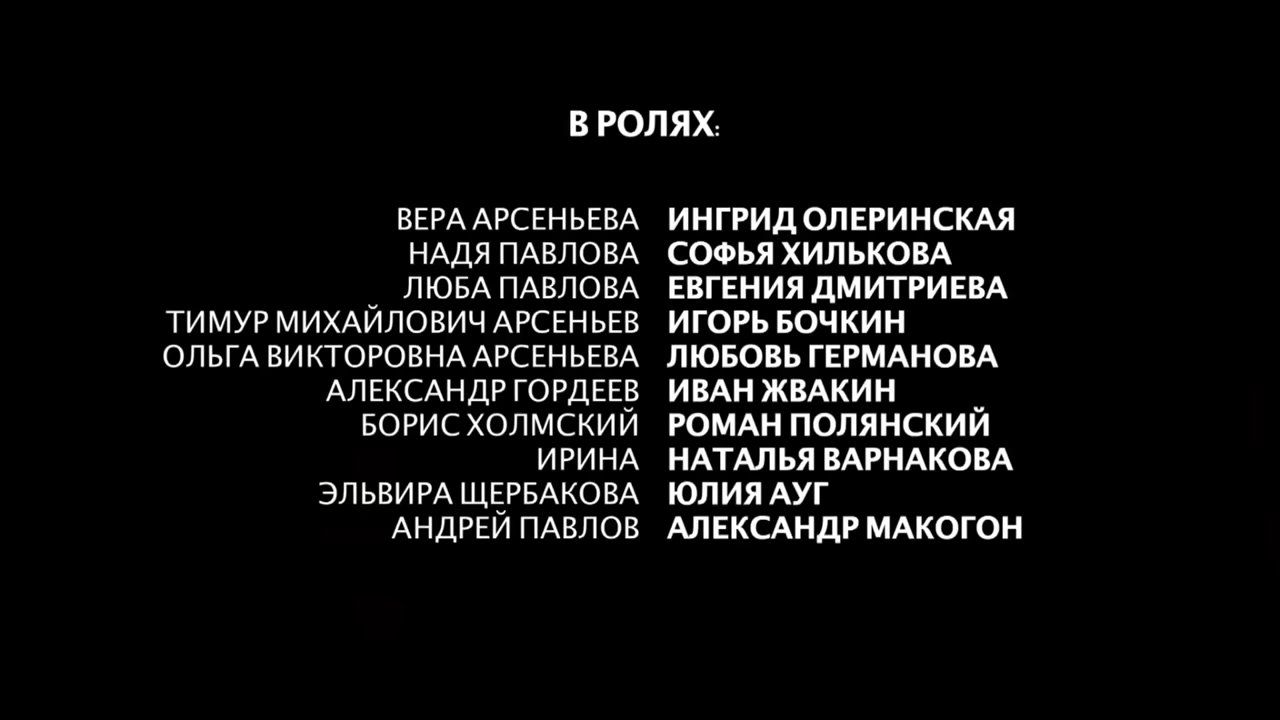 В РОЛЯХ:
ВЕРА АРСЕНЬЕВА ИНГРИД ОЛЕРИНСКАЯ
НАДЯ ПАВЛОВА СОФЬЯ ХИЛЬКОВА
ЛЮБА ПАВЛОВА ЕВГЕНИЯ ДМИТРИЕВА
ТИМУР МИХАЙЛОВИЧ АРСЕНЬЕВ ИГОРЬ БОЧКИН
ОЛЬГА ВИКТОРОВНА АРСЕНЬЕВА ЛЮБОВЬ ГЕРМАНОВА
АЛЕКСАНДР ГОРДЕЕВ ИВАН ЖВАКИН
БОРИС ХОЛМСКИЙ РОМАН ПОЛЯНСКИЙ
ИРИНА НАТАЛЬЯ ВАРНАКОВА
ЭЛЬВИРА ЩЕРБАКОВА ЮЛИЯ АУГ
АНДРЕЙ ПАВЛОВ АЛЕКСАНДР МАКОГОН